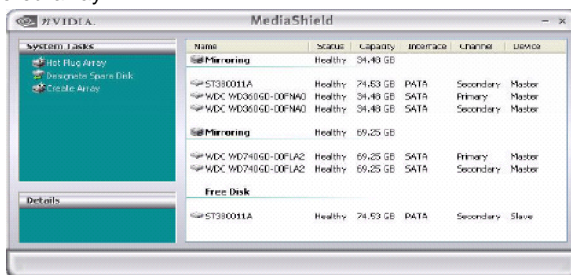 NVIDIA. MediaShield
System Tasks
Hot Plug Array
Designate Spare Disk
Create Array
Details
Name Status Capacity Interface Channel Device
Mirroring Healthy 34.48 GB
ST380011A Healthy 74.53 GB PATA Secondary Master
WDC WD360GD-00FNA0 Healthy 34.48 GB SATA Primary Master
WDC WD360GD-00FNA0 Healthy 34.48 GB SATA Secondary Master
Mirroring Healthy 69.25 GB
WDC WD740GD-00FLA2 Healthy 69.25 GB SATA Primary Master
WDC WD740GD-00FLA2 Healthy 69.25 GB SATA Secondary Master
Free Disk
ST380011A Healthy 74.53 GB PATA Secondary Slave